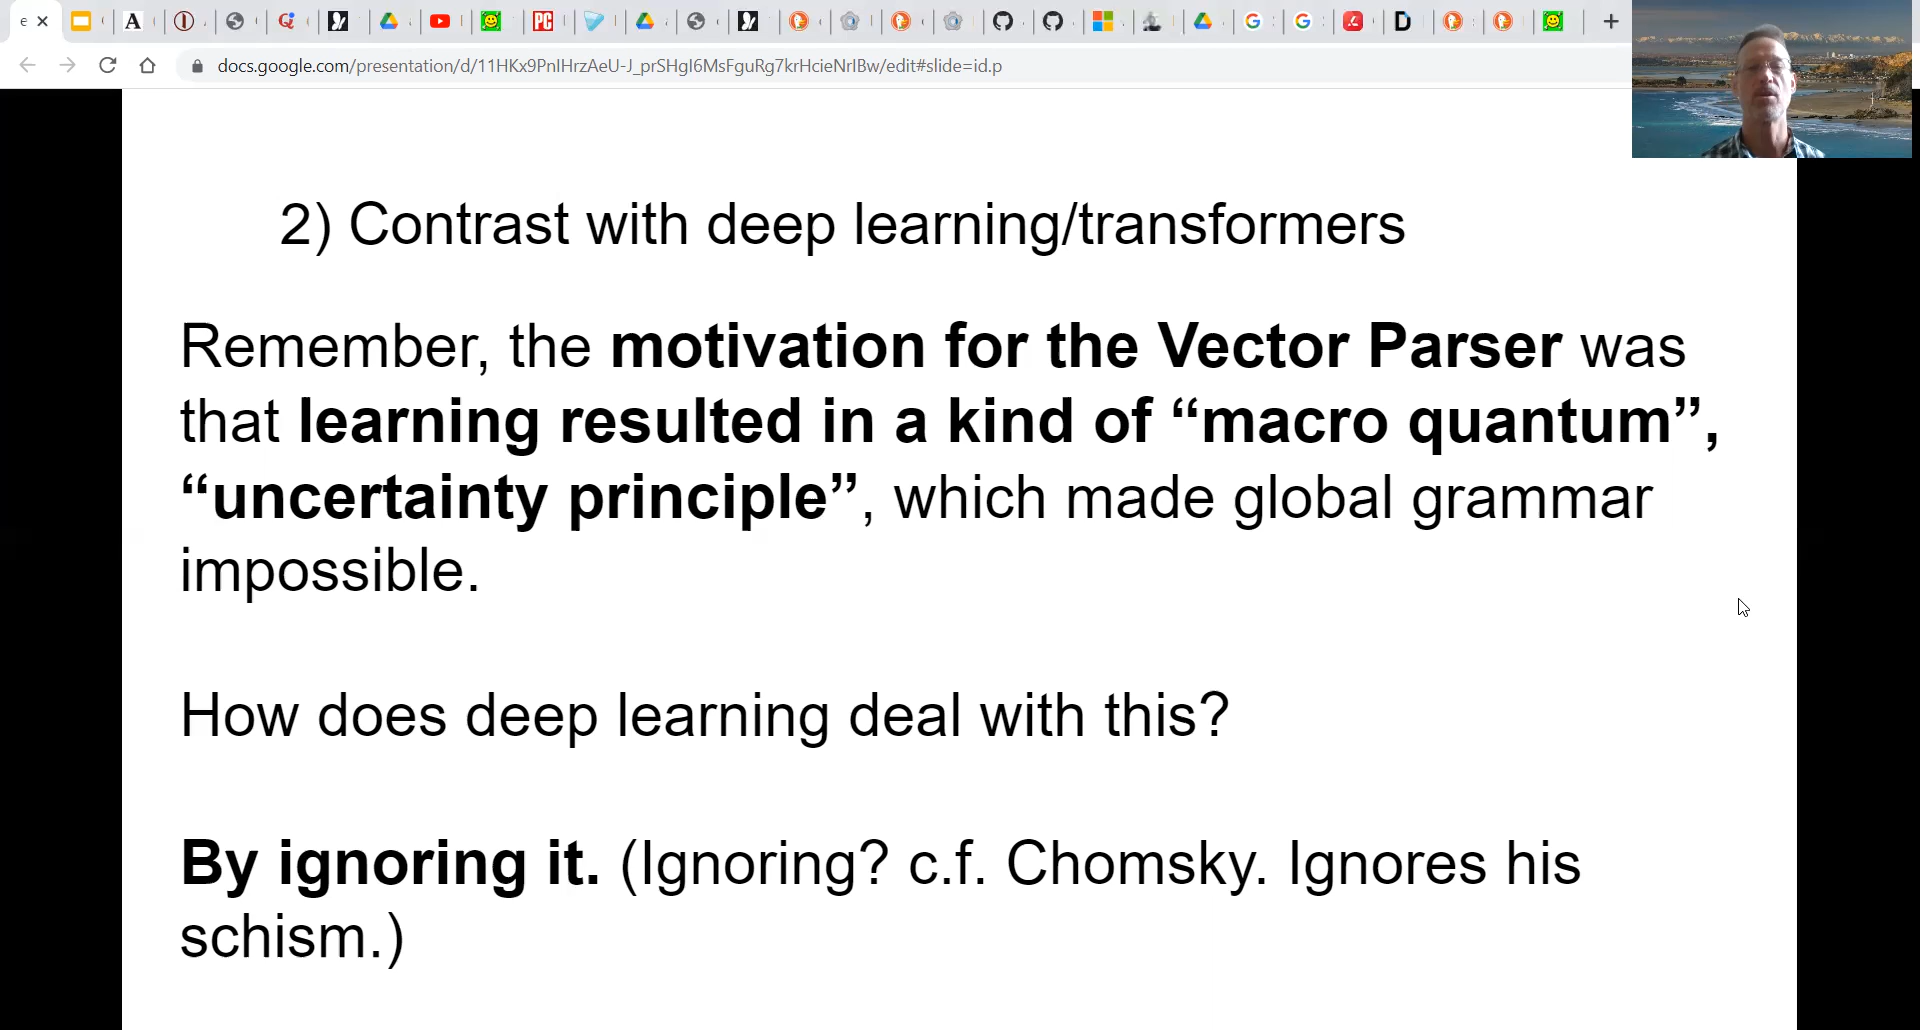 e
A
PC
G
G
D
docs.google.com/presentation/d/11HKx9PnIHrzAeU-J_prSHgI6MsFguRg7krHcieNrIBw/edit#slide=id.p
2) Contrast with deep learning/transformers
Remember, the motivation for the Vector Parser was
that learning resulted in a kind of “macro quantum”,
“uncertainty principle”, which made global grammar
impossible.
How does deep learning deal with this?
By ignoring it. (Ignoring? c.f. Chomsky. Ignores his
schism.)